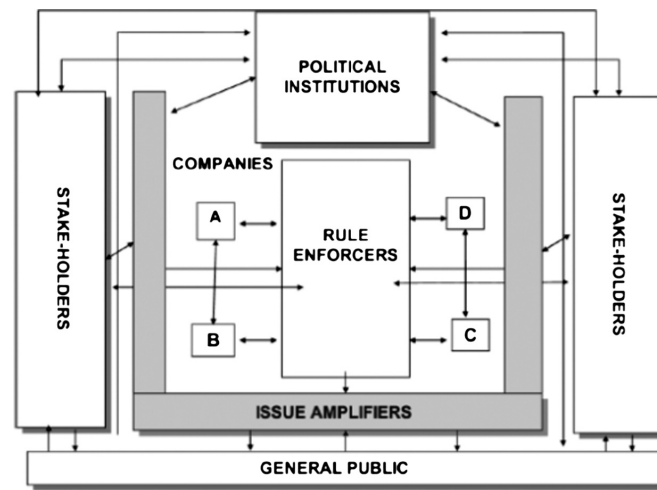 POLITICAL
INSTITUTIONS
COMPANIES
STAKE-HOLDERS
A
B
RULE
ENFORCERS
D
C
STAKE-HOLDERS
ISSUE AMPLIFIERS
GENERAL PUBLIC